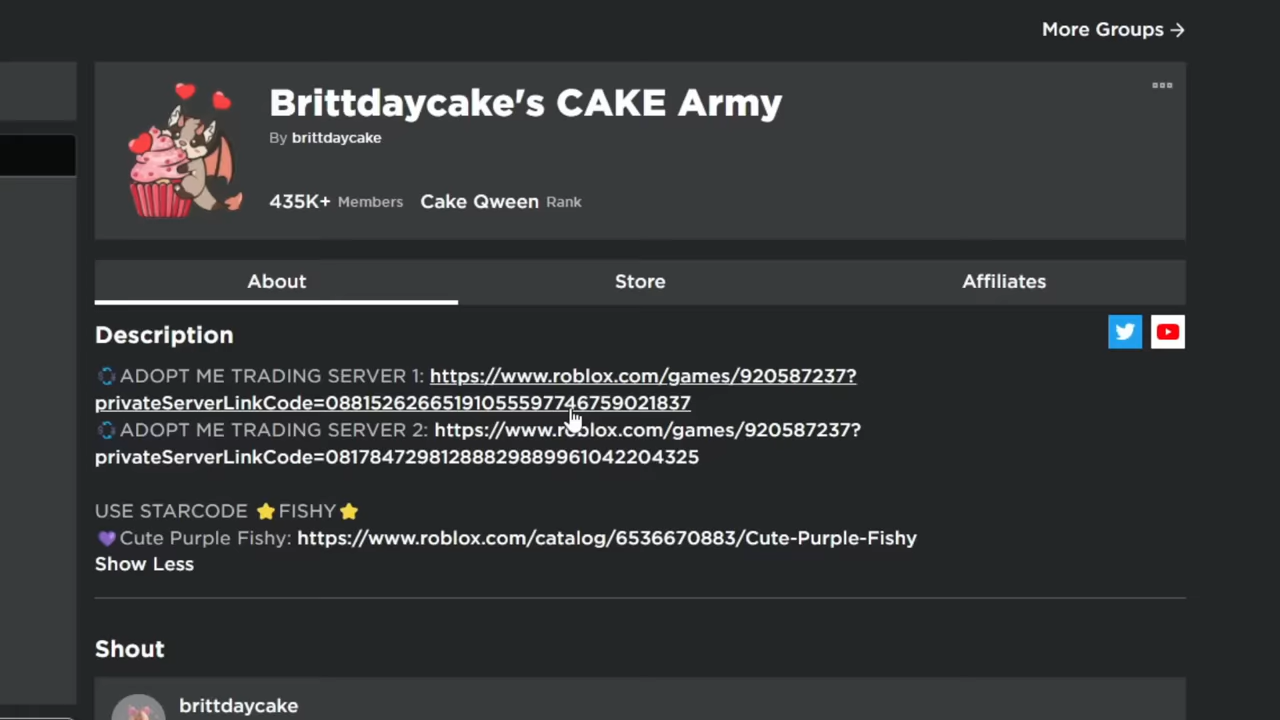 More Groups →
Brittdaycake's CAKE Army
By brittdaycake
435K+ Members Cake Qween Rank
About Store Affiliates
Description
ADOPT ME TRADING SERVER 1: https://www.roblox.com/games/920587237?
privateServerLinkCode=08815262665191055597746759021837
ADOPT ME TRADING SERVER 2: https://www.roblox.com/games/920587237?
privateServerLinkCode=08178472981288829889961042204325
USE STARCODE ⭐FISHY⭐
💜Cute Purple Fishy: https://www.roblox.com/catalog/6536670883/Cute-Purple-Fishy
Show Less
Shout
brittdaycake